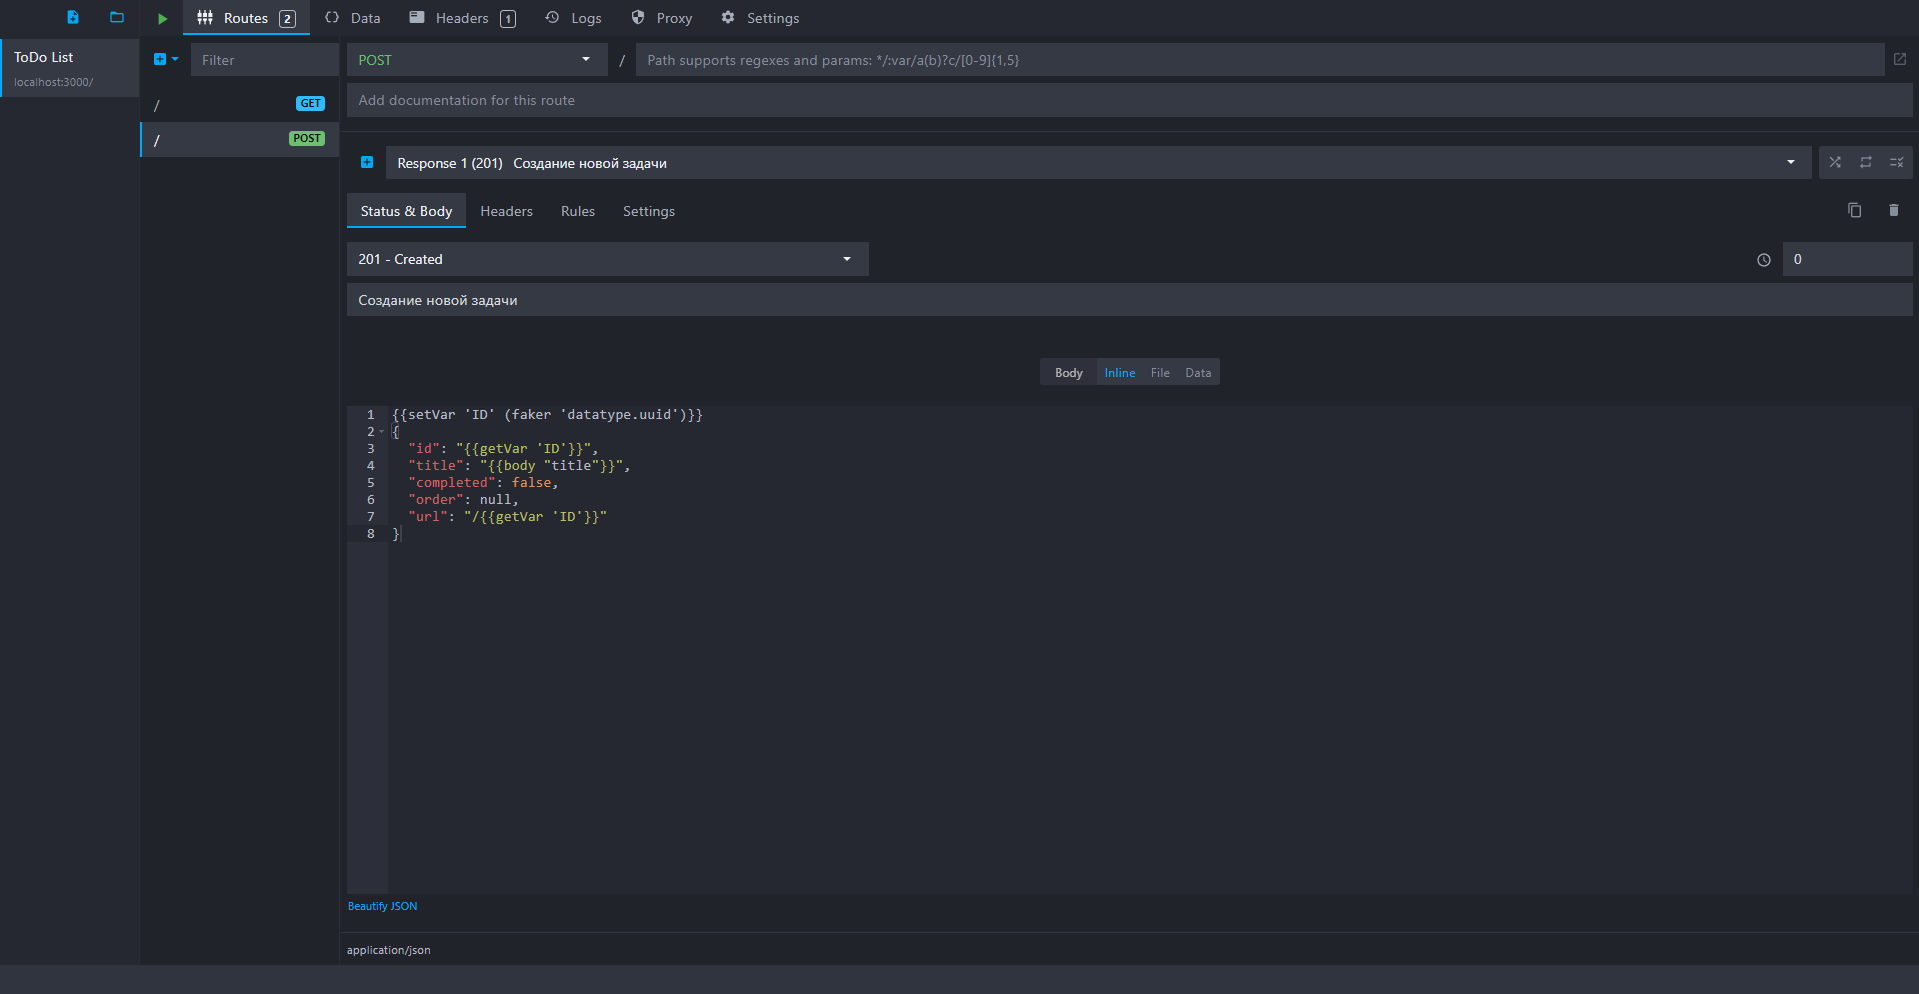 Routes 2 Data Headers 1 Logs Proxy Settings
ToDo List
localhost:3000/
Filter
/ GET
/ POST
POST / Path supports regexes and params: */:var/a(b)?c/[0-9]{1,5}
Add documentation for this route
Response 1 (201) Создание новой задачи
Status & Body Headers Rules Settings
201 - Created 0
Создание новой задачи
Body Inline File Data
1 {{setVar 'ID' (faker 'datatype.uuid')}}
2 {
3 "id": "{{getVar 'ID'}}",
4 "title": "{{body "title"}}",
5 "completed": false,
6 "order": null,
7 "url": "/{{getVar 'ID'}}"
8 }
Beautify JSON
application/json